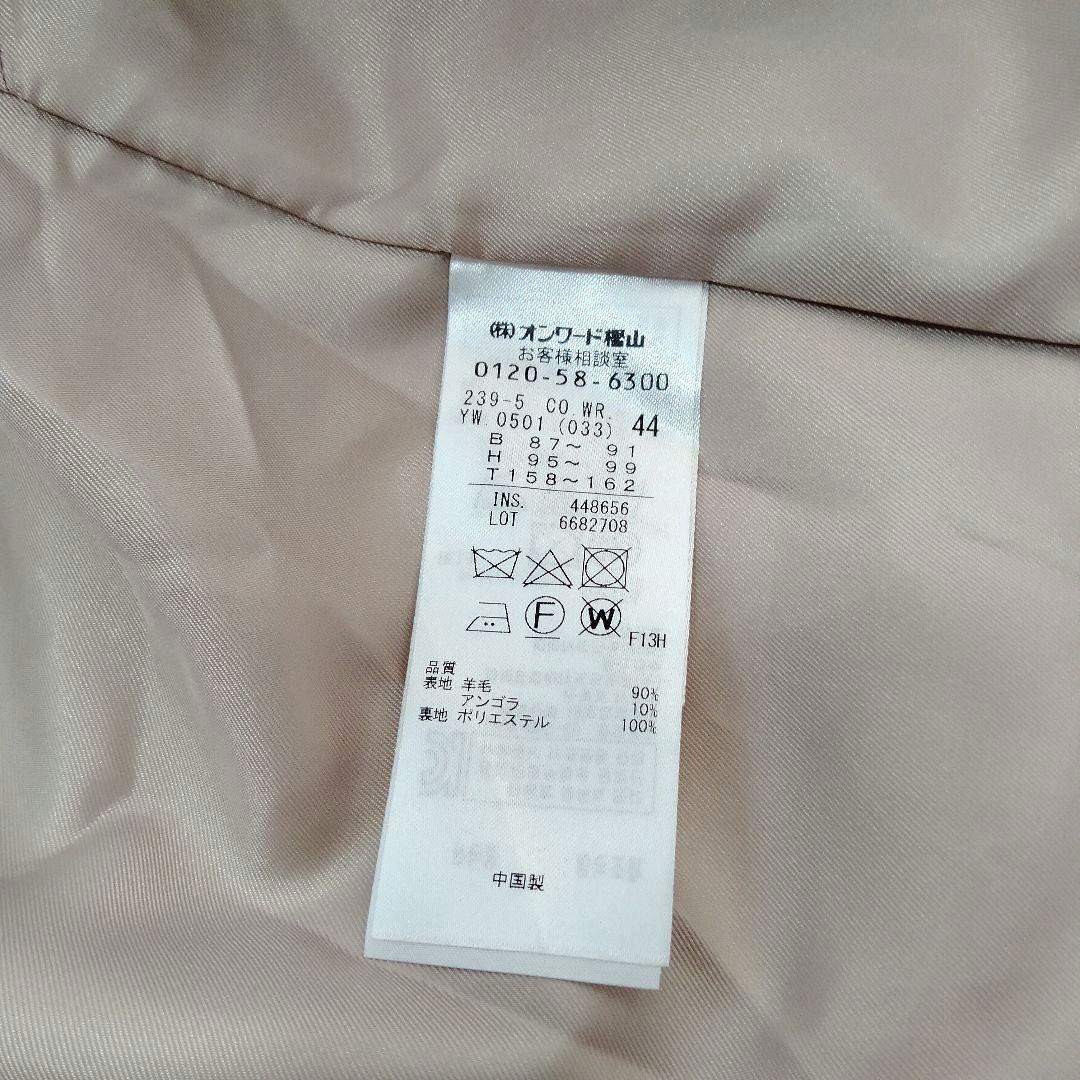 (株)オンワード樫山
お客様相談室
0120-58-6300
239-5 CO.WR.
YW.0501(033) 44
B 87〜 91
H 95〜 99
T158〜162
INS. 448656
LOT 6682708
F
W
F13H
品質
表地 羊毛 90%
アンゴラ 10%
裏地 ポリエステル 100%
中国製